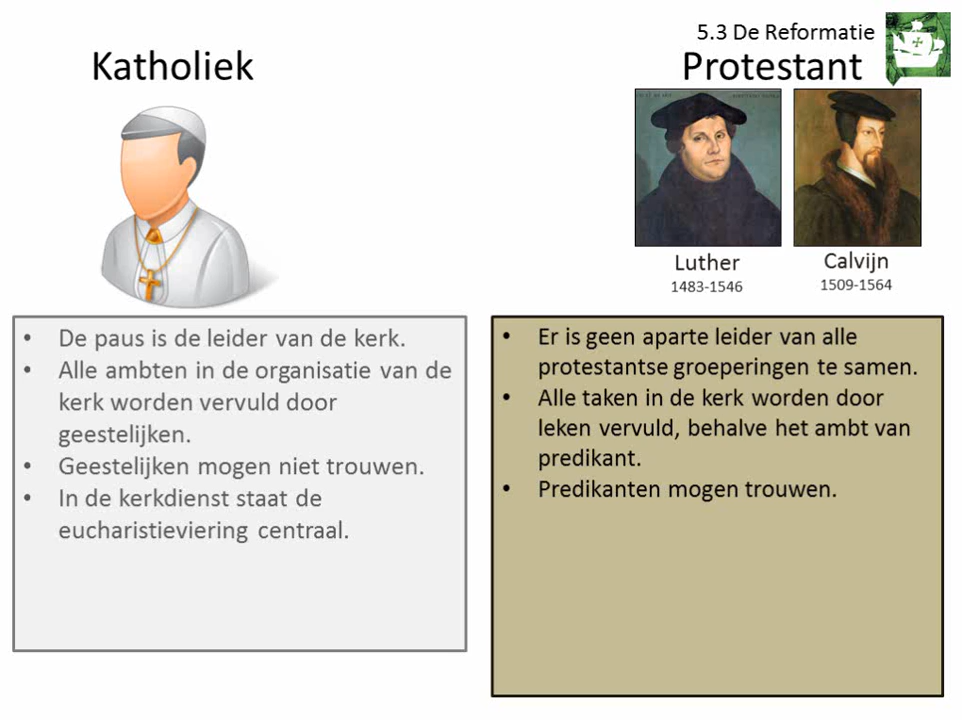 5.3 De Reformatie
Katholiek
Protestant
Luther
1483-1546
Calvijn
1509-1564
• De paus is de leider van de kerk.
• Alle ambten in de organisatie van de
kerk worden vervuld door
geestelijken.
• Geestelijken mogen niet trouwen.
• In de kerkdienst staat de
eucharistieviering centraal.
• Er is geen aparte leider van alle
protestantse groeperingen te samen.
• Alle taken in de kerk worden door
leken vervuld, behalve het ambt van
predikant.
• Predikanten mogen trouwen.